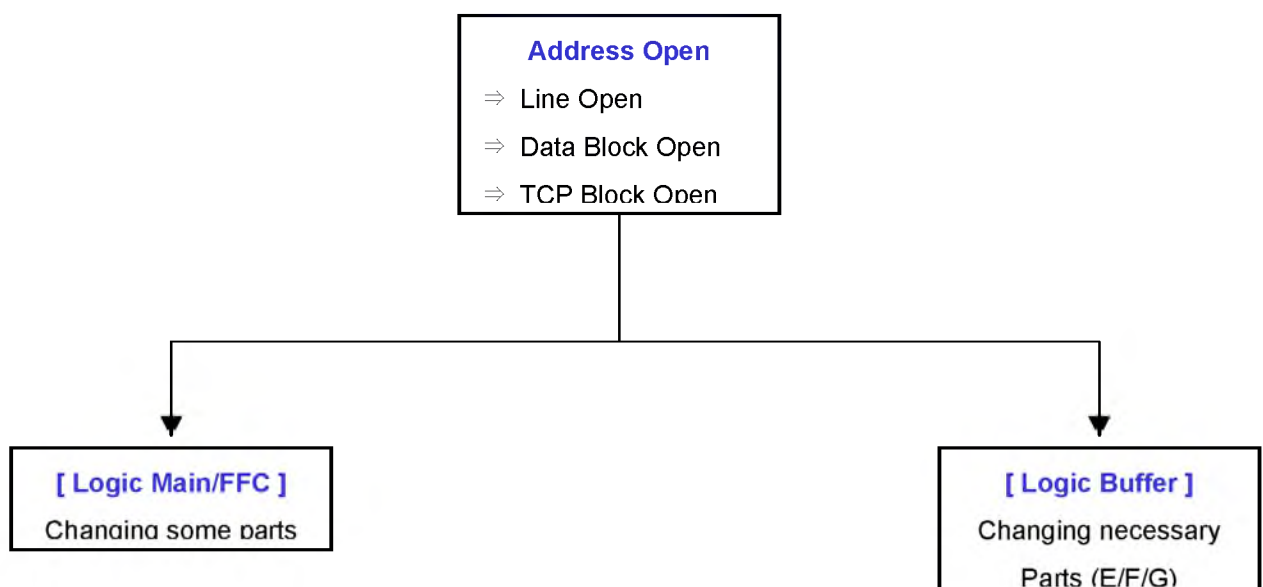 Address Open
⇒ Line Open
⇒ Data Block Open
⇒ TCP Block Open
[ Logic Main/FFC ]
Changing some parts
[ Logic Buffer ]
Changing necessary
Parts (E/F/G)